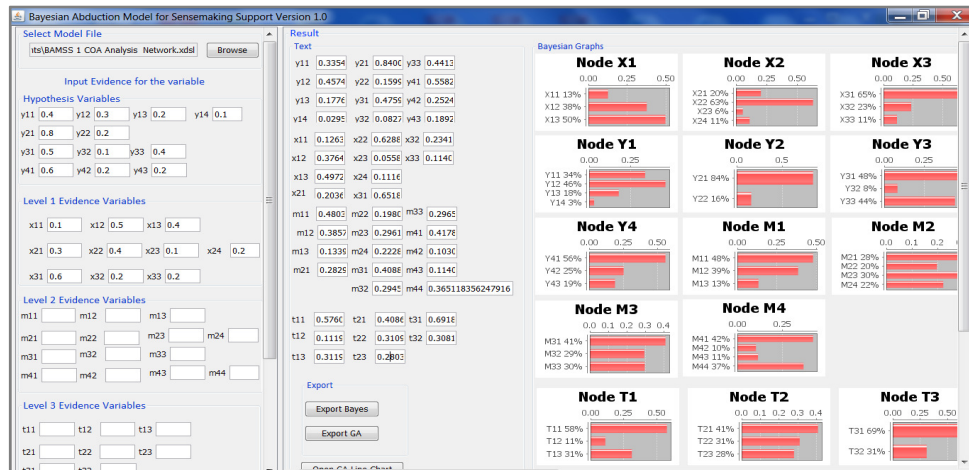 Bayesian Abduction Model for Sensemaking Support Version 1.0
Select Model File
its\BAMSS 1 COA Analysis Network.xdsl Browse
Input Evidence for the variable
Hypothesis Variables
y11 0.4 y12 0.3 y13 0.2 y14 0.1
y21 0.8 y22 0.2
y31 0.5 y32 0.1 y33 0.4
y41 0.6 y42 0.2 y43 0.2
Level 1 Evidence Variables
x11 0.1 x12 0.5 x13 0.4
x21 0.3 x22 0.4 x23 0.1 x24 0.2
x31 0.6 x32 0.2 x33 0.2
Level 2 Evidence Variables
m11 m12 m13
m21 m22 m23 m24
m31 m32 m33
m41 m42 m43 m44
Level 3 Evidence Variables
t11 t12 t13
t21 t22 t23
Result
Text
y11 0.3354 y21 0.8400 y33 0.4413
y12 0.4574 y22 0.1599 y41 0.5582
y13 0.1776 y31 0.4759 y42 0.2524
y14 0.0295 y32 0.0827 y43 0.1892
x11 0.1263 x22 0.6288 x32 0.2341
x12 0.3764 x23 0.0558 x33 0.1140
x13 0.4972 x24 0.1116
x21 0.2036 x31 0.6518
m11 0.4803 m22 0.1980 m33 0.2965
m12 0.3857 m23 0.2961 m41 0.4178
m13 0.1339 m24 0.2228 m42 0.1030
m21 0.2829 m31 0.4088 m43 0.1140
m32 0.2945 m44 0.365118356247916
t11 0.5760 t21 0.4086 t31 0.6918
t12 0.1119 t22 0.3109 t32 0.3081
t13 0.3119 t23 0.2803
Export
Export Bayes
Export GA
Open GA Line Chart
Bayesian Graphs
Node X1
0.00 0.25 0.50
X11 13%
X12 38%
X13 50%
Node X2
0.00 0.25 0.50
X21 20%
X22 63%
X23 6%
X24 11%
Node X3
0.00 0.25 0.50
X31 65%
X32 23%
X33 11%
Node Y1
0.00 0.25 0.50
Y11 34%
Y12 46%
Y13 18%
Y14 3%
Node Y2
0.0 0.5
Y21 84%
Y22 16%
Node Y3
0.0 0.1 0.2 0.3 0.4
Y31 48%
Y32 8%
Y33 44%
Node Y4
0.00 0.25 0.50
Y41 56%
Y42 25%
Y43 19%
Node M1
0.00 0.25 0.50
M11 48%
M12 39%
M13 13%
Node M2
0.0 0.1 0.2
M21 28%
M22 20%
M23 30%
M24 22%
Node M3
0.0 0.1 0.2 0.3 0.4
M31 41%
M32 29%
M33 30%
Node M4
0.00 0.25
M41 42%
M42 10%
M43 11%
M44 37%
Node T1
0.00 0.25 0.50
T11 58%
T12 11%
T13 31%
Node T2
0.0 0.1 0.2 0.3 0.4
T21 41%
T22 31%
T23 28%
Node T3
0.00 0.25 0.50
T31 69%
T32 31%